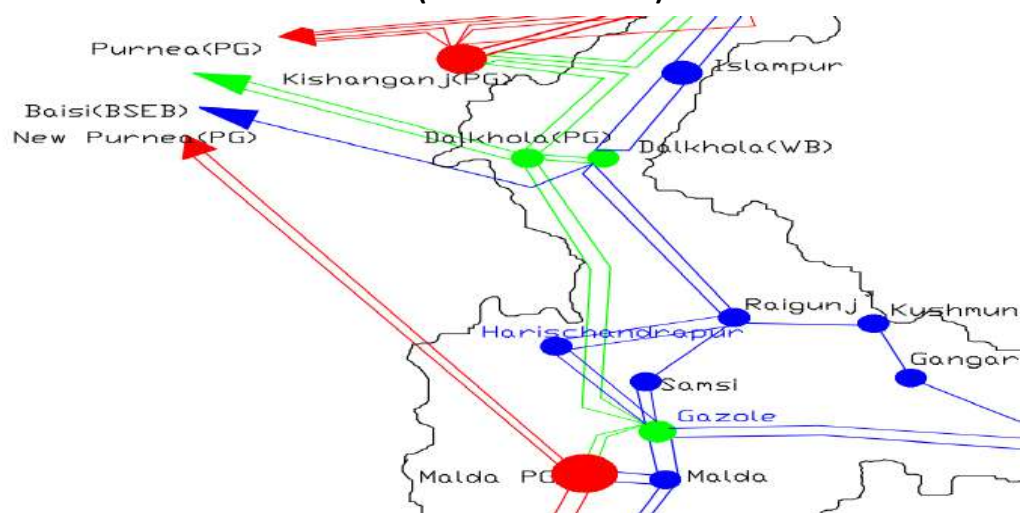 Purnea(PG)
Kishanganj(PG)
Islampur
Baisi(BSEB)
New Purnea(PG)
Dalkhola(PG)
Dalkhola(WB)
Raigunj
Kushmun
Harischandrapur
Gangar
Samsi
Gazole
Malda PG
Malda